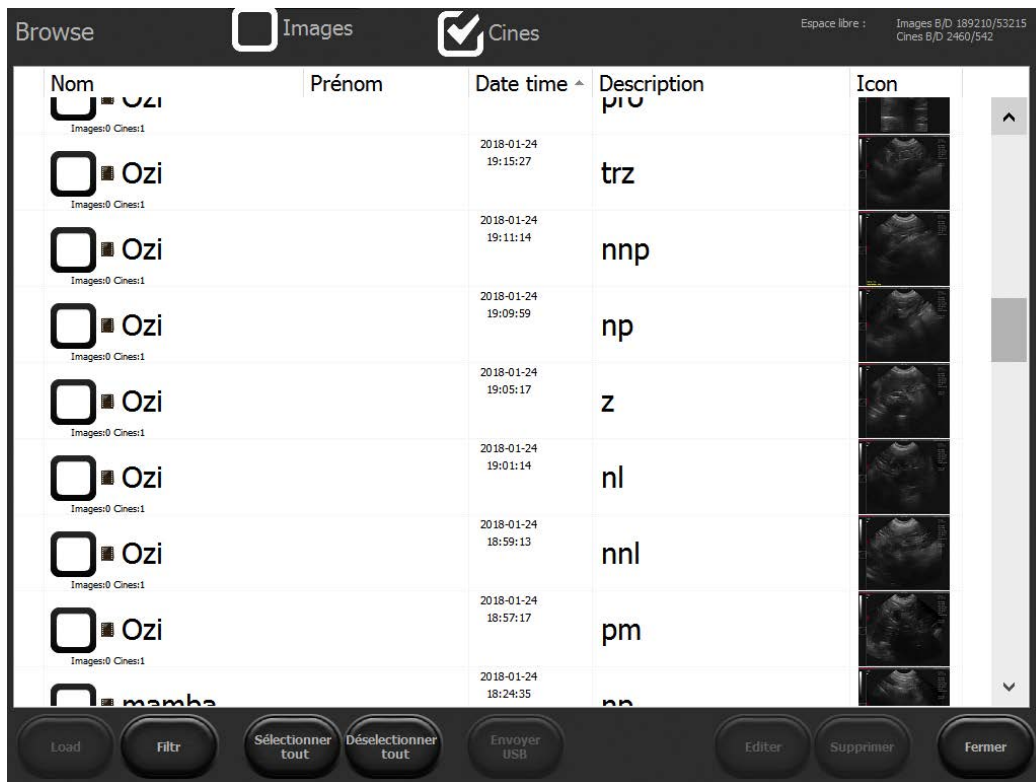 Browse Images Cines Espace libre : Images B/D 189210/53215
Cines B/D 2460/542
Nom Prénom Date time Description Icon
Ozi pro
Images:0 Cines:1
2018-01-24
19:15:27
Ozi trz
Images:0 Cines:1
2018-01-24
19:11:14
Ozi nnp
Images:0 Cines:1
2018-01-24
19:09:59
Ozi np
Images:0 Cines:1
2018-01-24
19:05:17
Ozi z
Images:0 Cines:1
2018-01-24
19:01:14
Ozi nl
Images:0 Cines:1
2018-01-24
18:59:13
Ozi nnl
Images:0 Cines:1
2018-01-24
18:57:17
Ozi pm
Images:0 Cines:1
2018-01-24
18:24:35
mamba
Load Filtr Sélectionner tout Déselectionner tout Envoyer USB Editer Supprimer Fermer